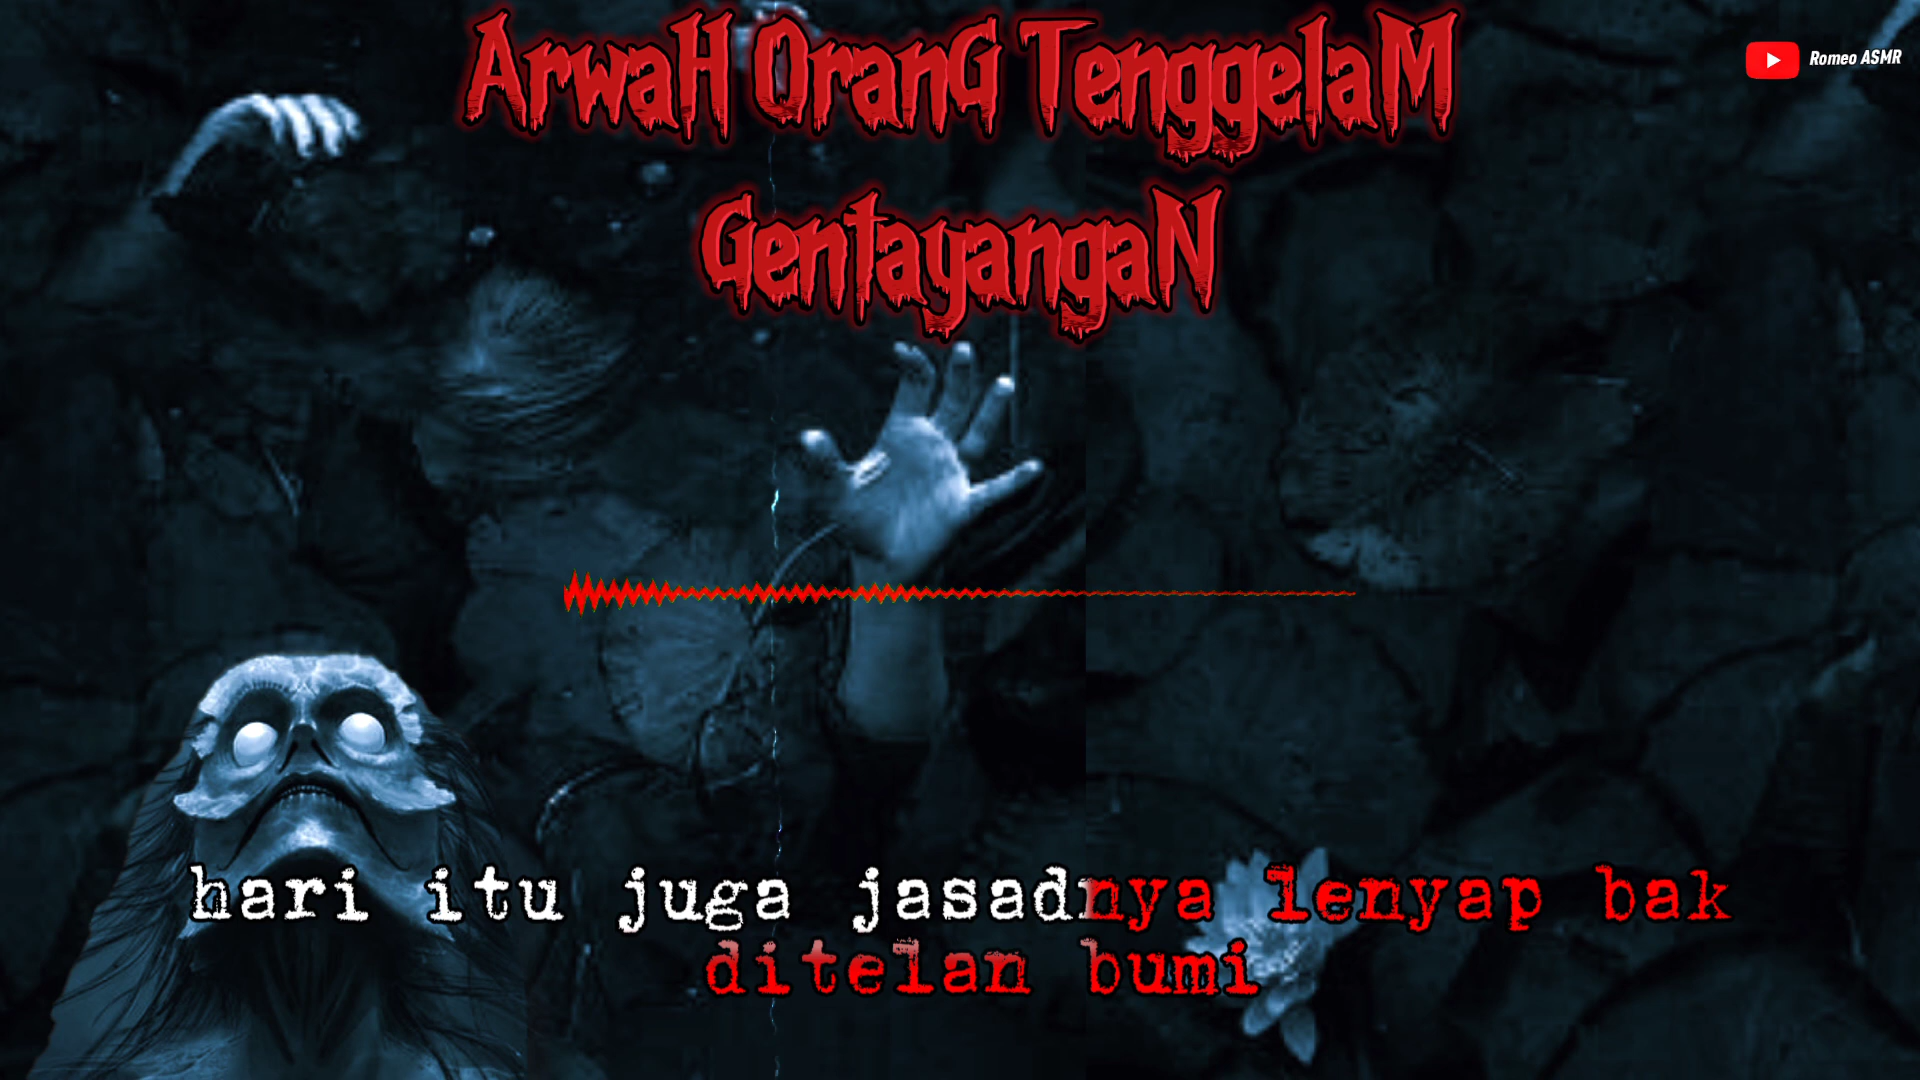 ArwaH OranG TenggelaM
GentayangaN
Romeo ASMR
hari itu juga jasadnya lenyap bak
ditelan bumi